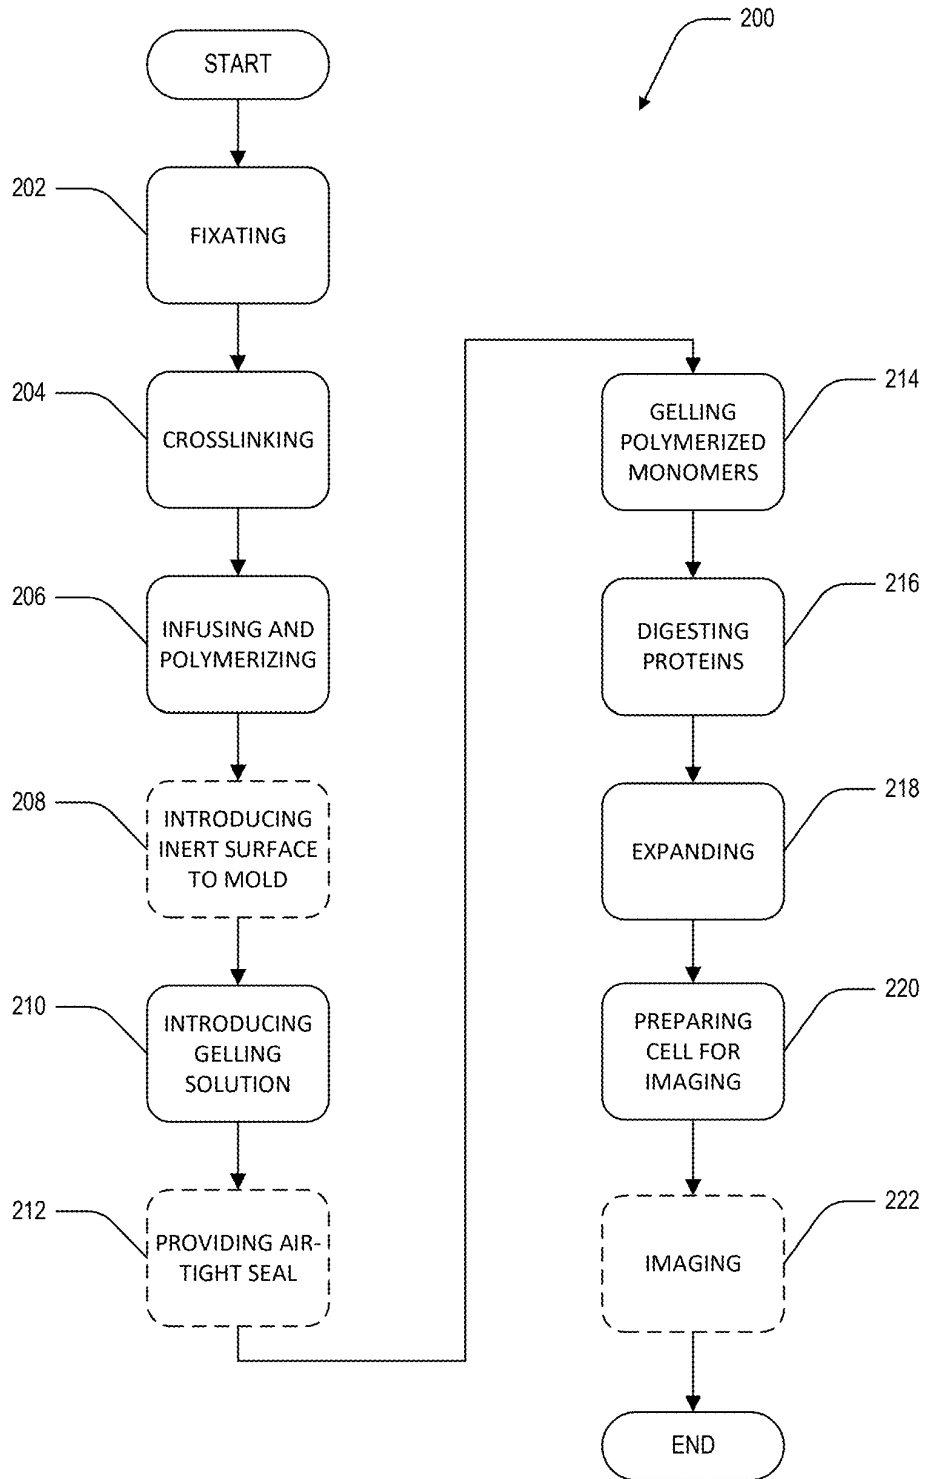 200
START
202
FIXATING
204
CROSSLINKING
206
INFUSING AND
POLYMERIZING
208
INTRODUCING
INERT SURFACE
TO MOLD
210
INTRODUCING
GELLING
SOLUTION
212
PROVIDING AIR-
TIGHT SEAL
214
GELLING
POLYMERIZED
MONOMERS
216
DIGESTING
PROTEINS
218
EXPANDING
220
PREPARING
CELL FOR
IMAGING
222
IMAGING
END